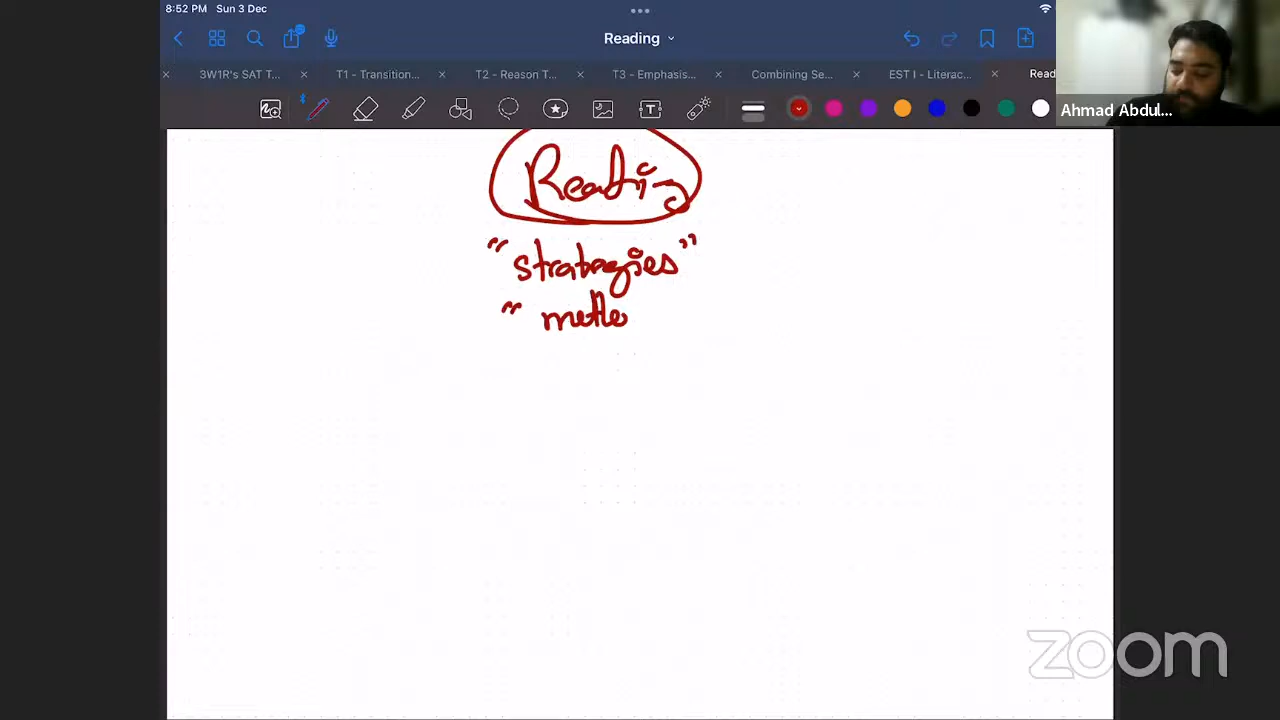 8:52 PM Sun 3 Dec
Reading
3W1R's SAT T... T1 - Transition... T2 - Reason T... T3 - Emphasis... Combining Se... EST I - Literac... Read
Ahmad Abdul...
Reading
"strategies"
" metho
zoom